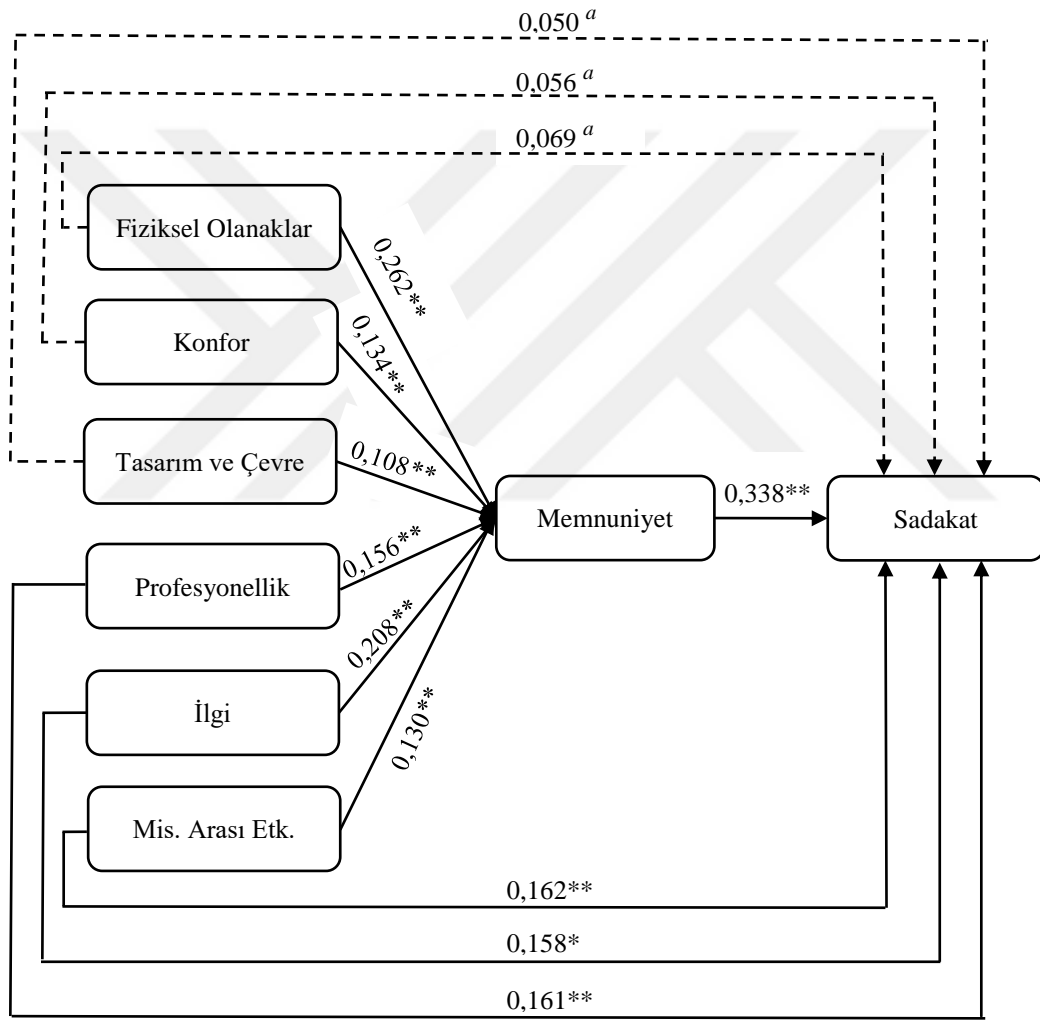 0,050 a
0,056 a
0,069 a
Fiziksel Olanaklar
0,262**
Konfor
0,134**
Tasarım ve Çevre
0,108**
Memnuniyet
0,338**
Sadakat
Profesyonellik
0,156**
İlgi
0,208**
Mis. Arası Etk.
0,130**
0,162**
0,158*
0,161**